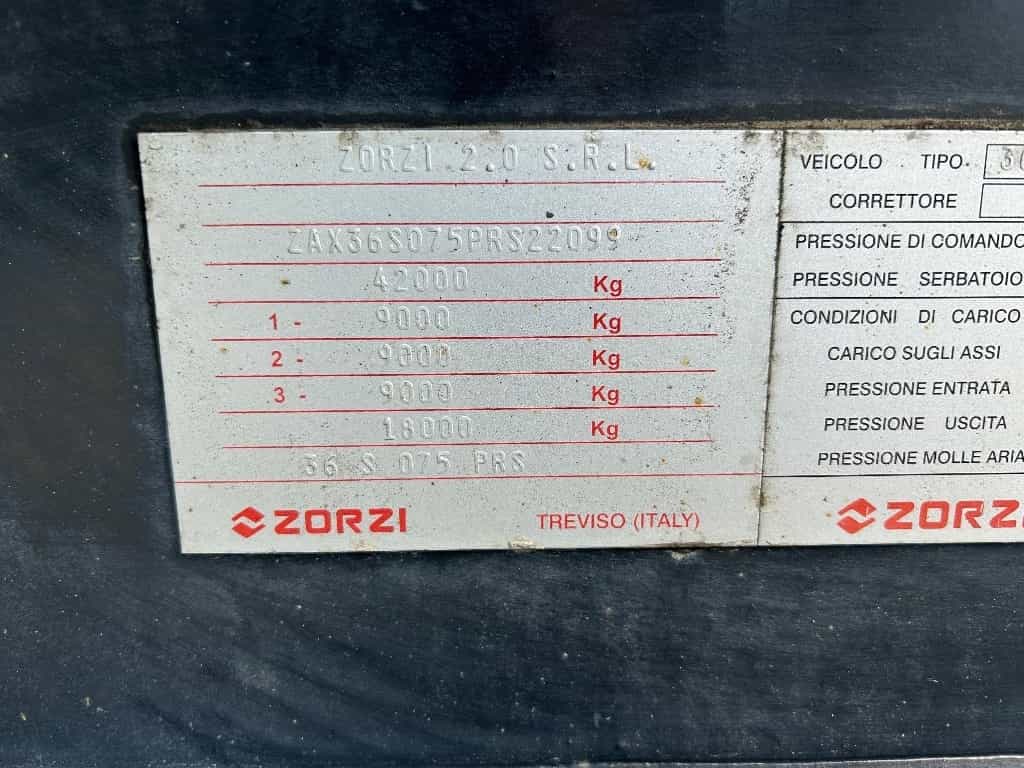 ZORZI 2.0 S.R.L.
ZAX36S075PRS22099
42000 Kg
1 - 9000 Kg
2 - 9000 Kg
3 - 9000 Kg
18000 Kg
36 S 075 PRS
ZORZI TREVISO (ITALY)
VEICOLO TIPO
CORRETTORE
PRESSIONE DI COMANDO
PRESSIONE SERBATOIO
CONDIZIONI DI CARICO
CARICO SUGLI ASSI
PRESSIONE ENTRATA
PRESSIONE USCITA
PRESSIONE MOLLE ARIA
ZORZI